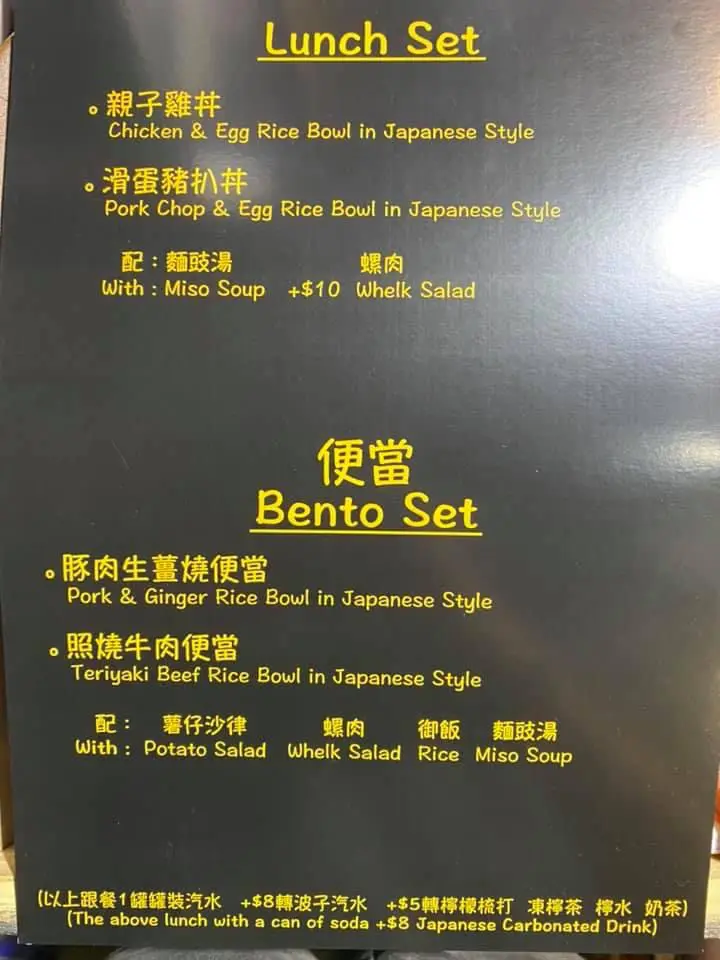 Lunch Set
。親子雞丼
Chicken & Egg Rice Bowl in Japanese Style
。滑蛋豬扒丼
Pork Chop & Egg Rice Bowl in Japanese Style
配：麵豉湯 螺肉
With : Miso Soup +$10 Whelk Salad
便當
Bento Set
。豚肉生薑燒便當
Pork & Ginger Rice Bowl in Japanese Style
。照燒牛肉便當
Teriyaki Beef Rice Bowl in Japanese Style
配： 薯仔沙律 螺肉 御飯 麵豉湯
With : Potato Salad Whelk Salad Rice Miso Soup
(以上跟餐1罐罐裝汽水 +$8轉波子汽水 +$5轉檸檬梳打 凍檸茶 檸水 奶茶)
(The above lunch with a can of soda +$8 Japanese Carbonated Drink)